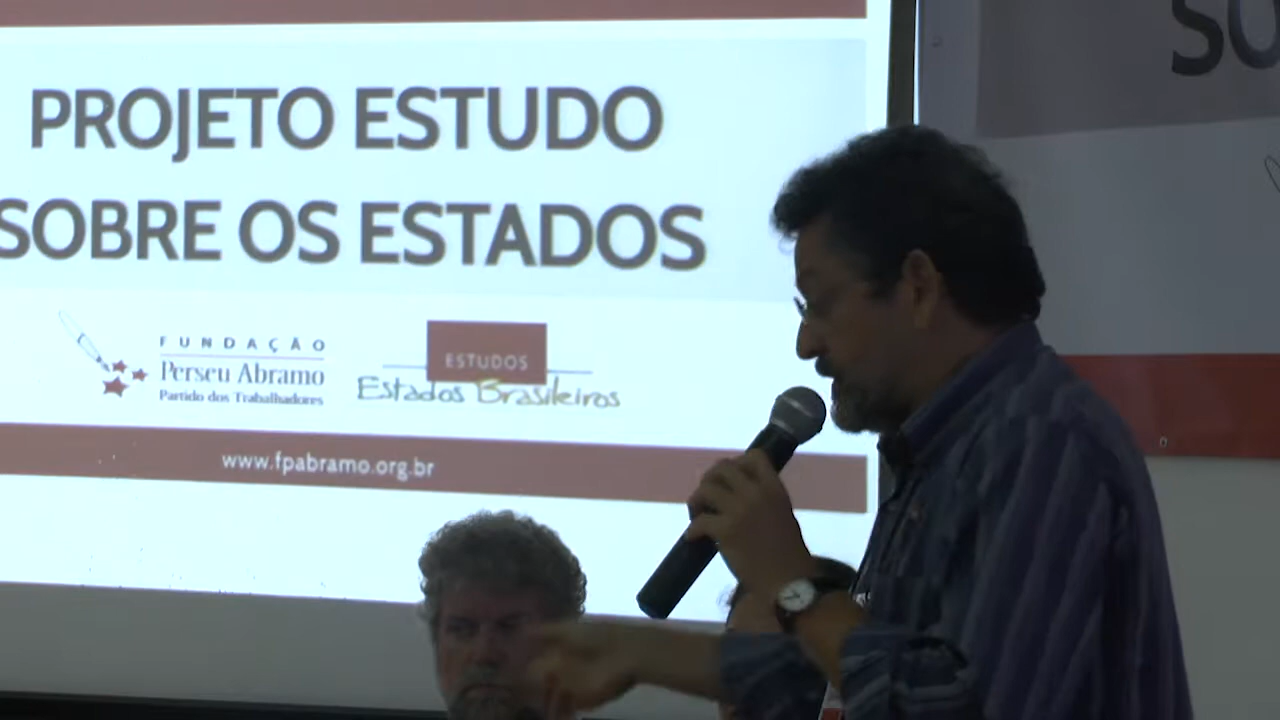 PROJETO ESTUDO
SOBRE OS ESTADOS
FUNDAÇÃO
Perseu Abramo
Partido dos Trabalhadores
ESTUDOS
Estados Brasileiros
www.fpabramo.org.br
SO